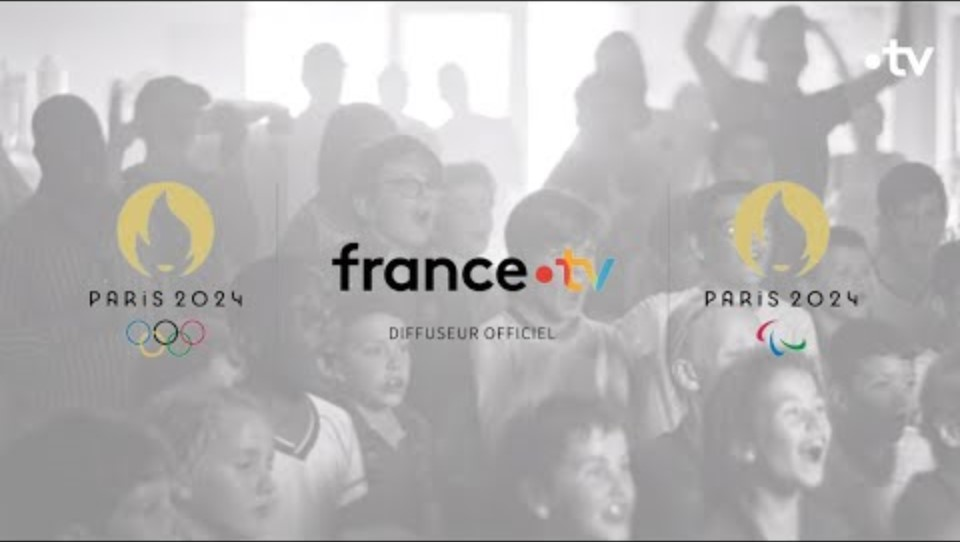 tv
PARiS 2024
france•tv
DIFFUSEUR OFFICIEL
PARiS 2024